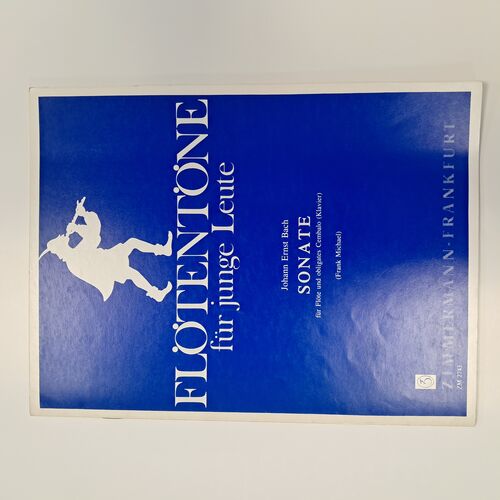 FLÖTENTÖNE
für junge Leute
Johann Ernst Bach
SONATE
für Flöte und obligates Cembalo (Klavier)
(Frank Michael)
ZIMMERMANN · FRANKFURT
ZM 2743